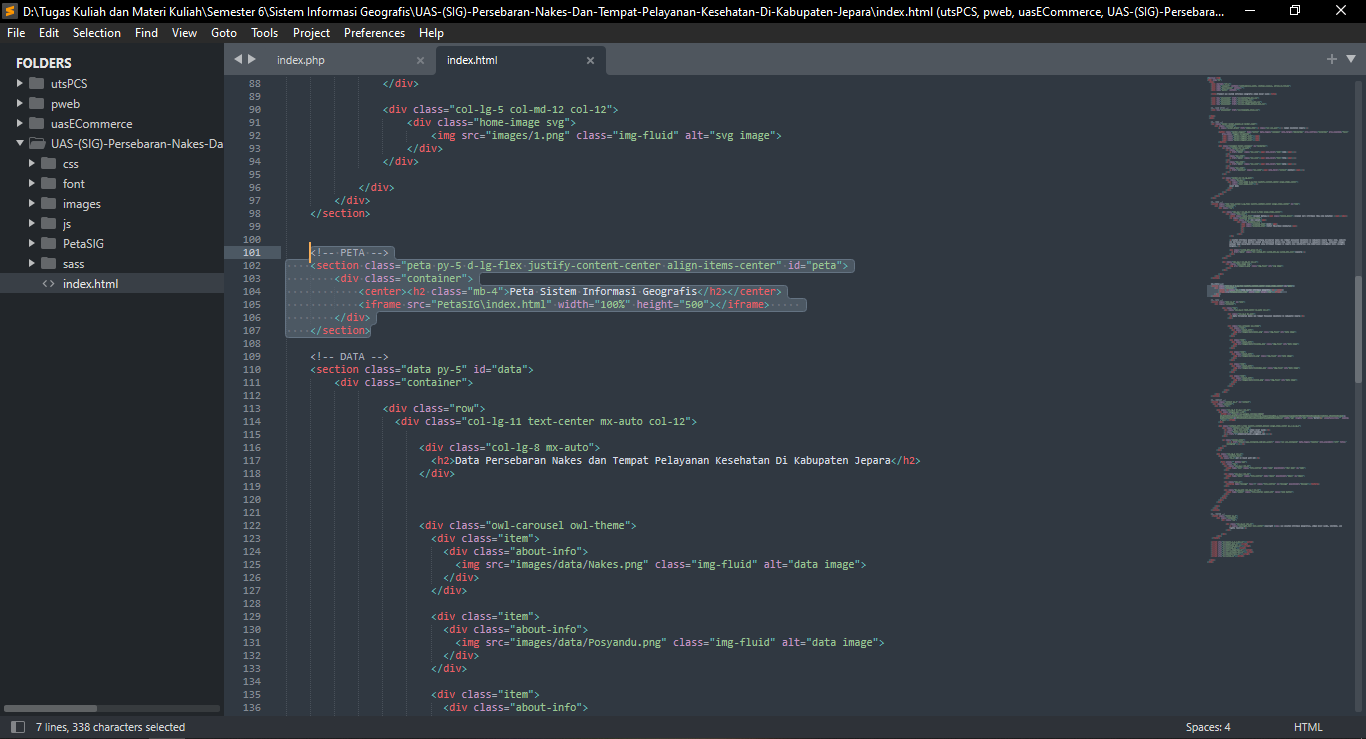 D:\Tugas Kuliah dan Materi Kuliah\Semester 6\Sistem Informasi Geografis\UAS-(SIG)-Persebaran-Nakes-Dan-Tempat-Pelayanan-Kesehatan-Di-Kabupaten-Jepara\index.html (utsPCS, pweb, uasECommerce, UAS-(SIG)-Persebara...
File Edit Selection Find View Goto Tools Project Preferences Help
FOLDERS
utsPCS
pweb
uasECommerce
UAS-(SIG)-Persebaran-Nakes-Da
css
font
images
js
PetaSIG
sass
<> index.html
index.php ×
index.html ×
88 </div>
89
90 <div class="col-lg-5 col-md-12 col-12">
91 <div class="home-image svg">
92 <img src="images/1.png" class="img-fluid" alt="svg image">
93 </div>
94 </div>
95
96 </div>
97 </div>
98 </section>
99
100
101 <!-- PETA -->
102 <section class="peta py-5 d-lg-flex justify-content-center align-items-center" id="peta">
103 <div class="container">
104 <center><h2 class="mb-4">Peta Sistem Informasi Geografis</h2></center>
105 <iframe src="PetaSIG\index.html" width="100%" height="500"></iframe>
106 </div>
107 </section>
108
109 <!-- DATA -->
110 <section class="data py-5" id="data">
111 <div class="container">
112
113 <div class="row">
114 <div class="col-lg-11 text-center mx-auto col-12">
115
116 <div class="col-lg-8 mx-auto">
117 <h2>Data Persebaran Nakes dan Tempat Pelayanan Kesehatan Di Kabupaten Jepara</h2>
118 </div>
119
120
121
122 <div class="owl-carousel owl-theme">
123 <div class="item">
124 <div class="about-info">
125 <img src="images/data/Nakes.png" class="img-fluid" alt="data image">
126 </div>
127 </div>
128
129 <div class="item">
130 <div class="about-info">
131 <img src="images/data/Posyandu.png" class="img-fluid" alt="data image">
132 </div>
133 </div>
134
135 <div class="item">
136 <div class="about-info">
7 lines, 338 characters selected
Spaces: 4
HTML